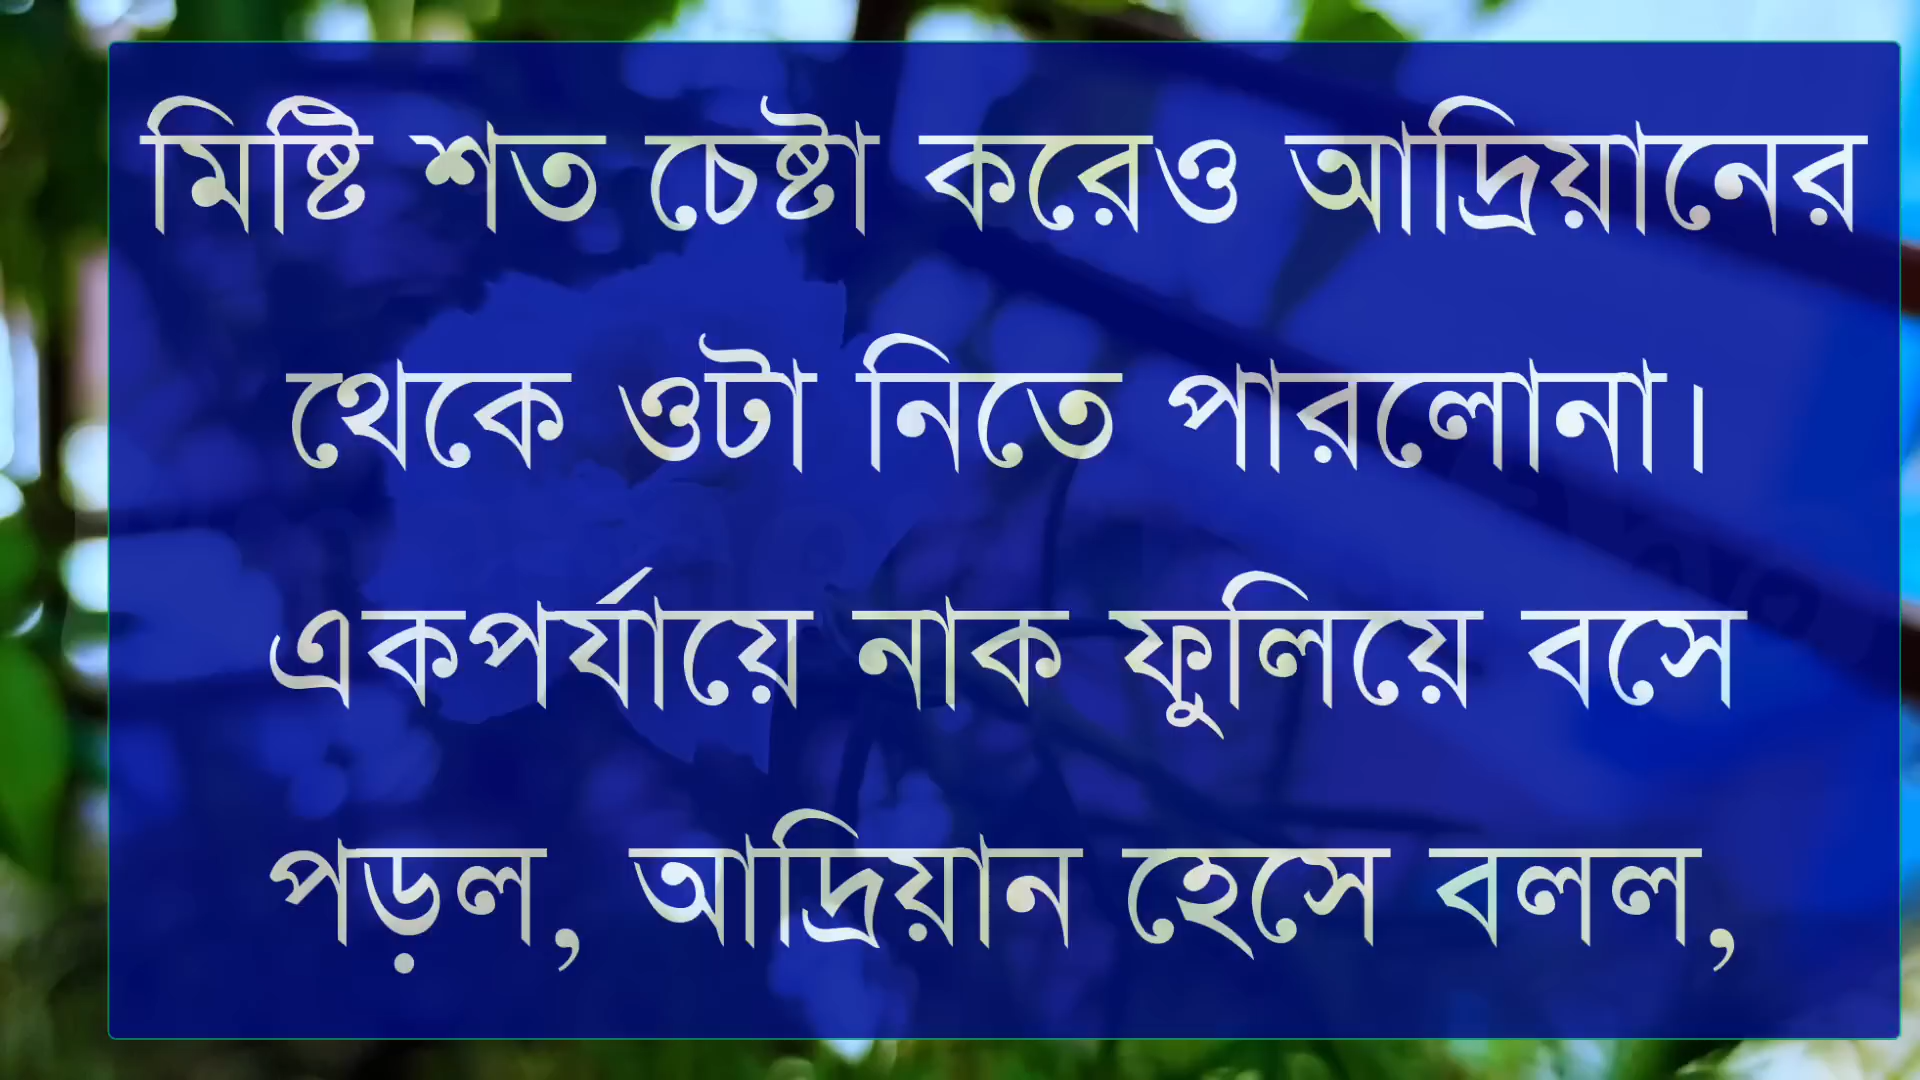 মিষ্টি শত চেষ্টা করেও আদ্রিয়ানের
থেকে ওটা নিতে পারলোনা।
একপর্যায়ে নাক ফুলিয়ে বসে
পড়ল, আদ্রিয়ান হেসে বলল,